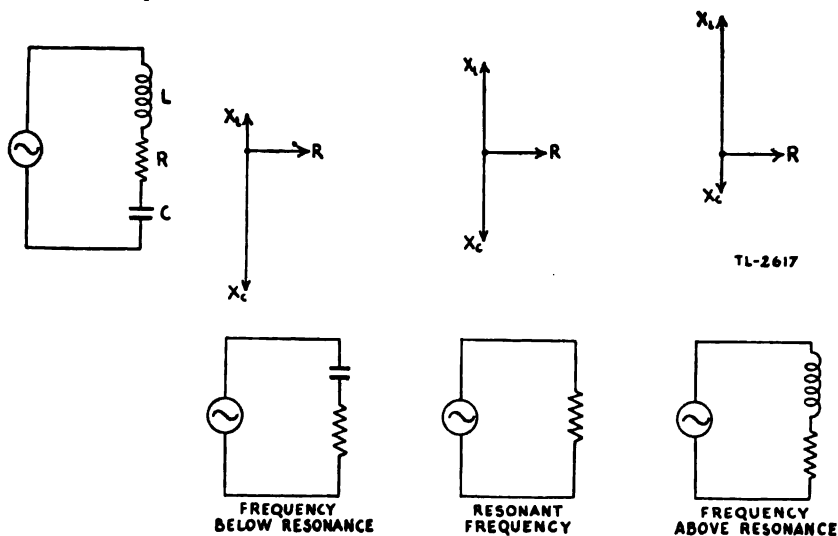 L
R
C
X_L
R
X_C
X_L
R
X_C
X_L
R
X_C
TL-2617
FREQUENCY
BELOW RESONANCE
RESONANT
FREQUENCY
FREQUENCY
ABOVE RESONANCE